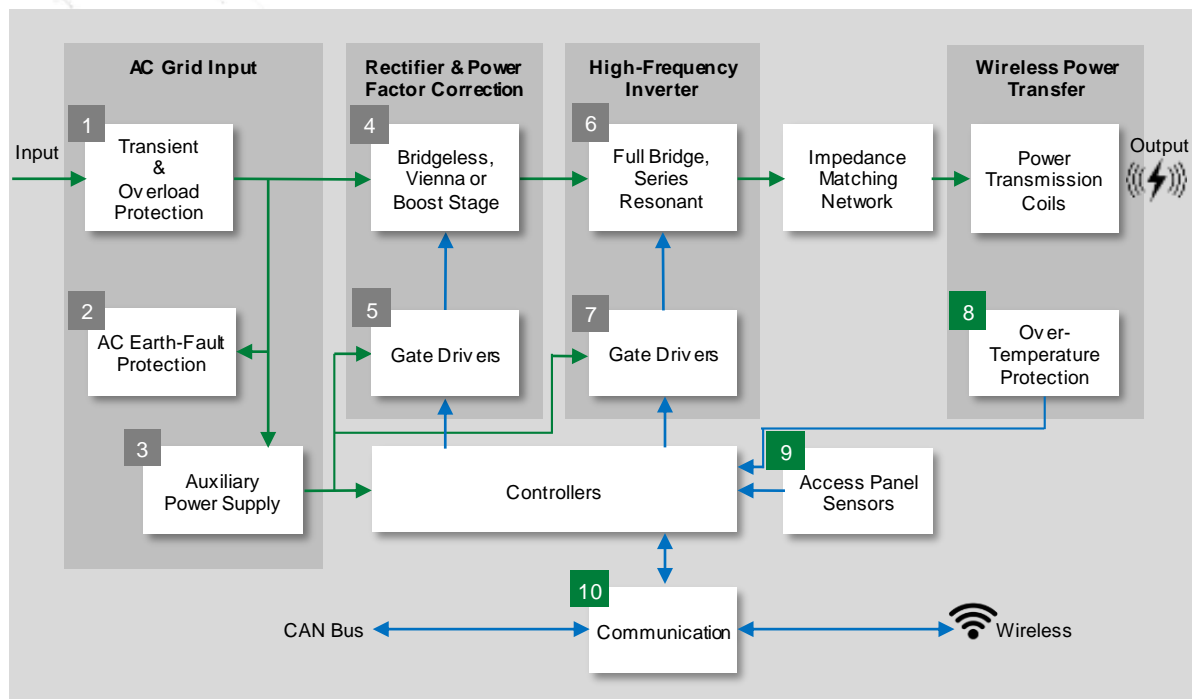 AC Grid Input
Rectifier & Power
Factor Correction
High-Frequency
Inverter
Wireless Power
Transfer
1
4
6
Input
Transient
&
Overload
Protection
Bridgeless,
Vienna or
Boost Stage
Full Bridge,
Series
Resonant
Impedance
Matching
Network
Power
Transmission
Coils
Output
2
5
7
8
AC Earth-Fault
Protection
Gate Drivers
Gate Drivers
Over-
Temperature
Protection
3
9
Auxiliary
Power Supply
Controllers
Access Panel
Sensors
10
CAN Bus
Communication
Wireless